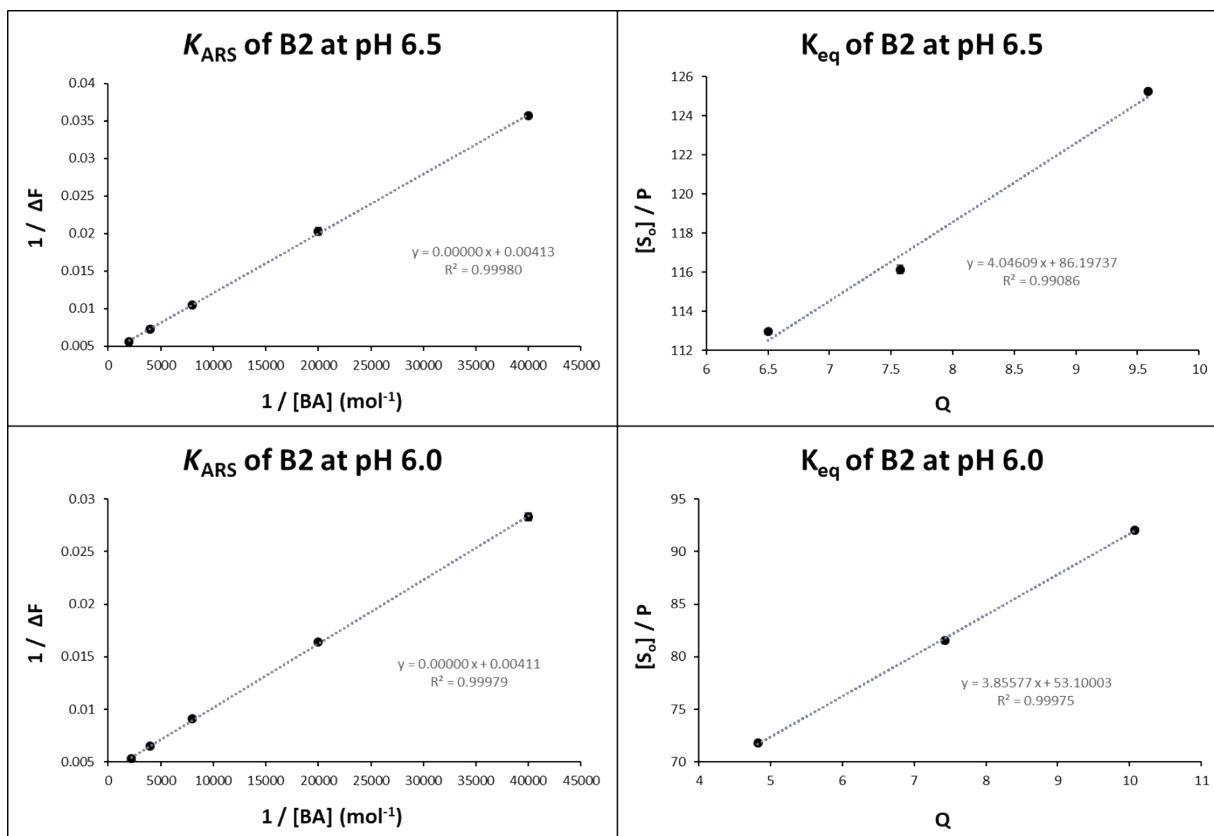 K_ARS of B2 at pH 6.5
0.04
0.035
0.03
0.025
0.02
0.015
0.01
0.005
1 / ΔF
y = 0.00000 x + 0.00413
R² = 0.99980
0 5000 10000 15000 20000 25000 30000 35000 40000 45000
1 / [BA] (mol⁻¹)
K_eq of B2 at pH 6.5
126
124
122
120
118
116
114
112
[Sₒ] / P
y = 4.04609 x + 86.19737
R² = 0.99086
6 6.5 7 7.5 8 8.5 9 9.5 10
Q
K_ARS of B2 at pH 6.0
0.03
0.025
0.02
0.015
0.01
0.005
1 / ΔF
y = 0.00000 x + 0.00411
R² = 0.99979
0 5000 10000 15000 20000 25000 30000 35000 40000 45000
1 / [BA] (mol⁻¹)
K_eq of B2 at pH 6.0
95
90
85
80
75
70
[Sₒ] / P
y = 3.85577 x + 53.10003
R² = 0.99975
4 5 6 7 8 9 10 11
Q